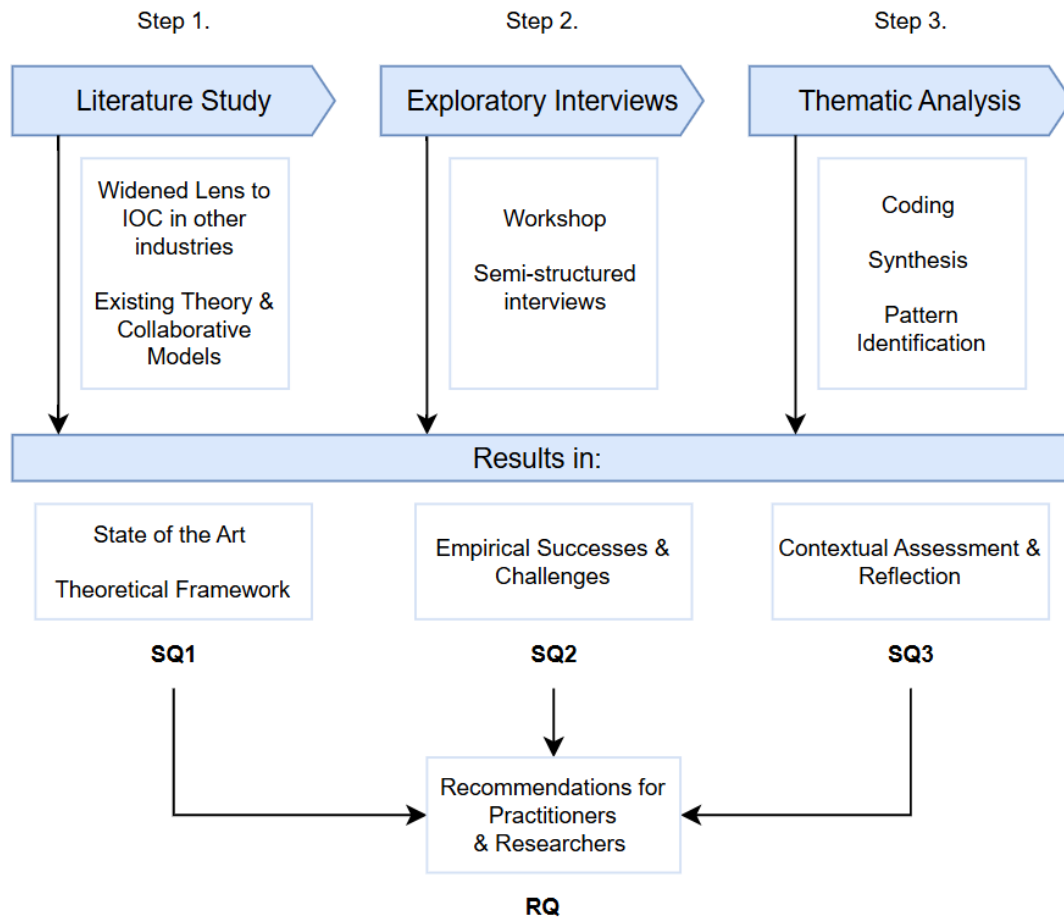 Step 1.
Step 2.
Step 3.
Literature Study
Exploratory Interviews
Thematic Analysis
Widened Lens to
IOC in other
industries
Existing Theory &
Collaborative
Models
Workshop
Semi-structured
interviews
Coding
Synthesis
Pattern
Identification
Results in:
State of the Art
Theoretical Framework
Empirical Successes &
Challenges
Contextual Assessment &
Reflection
SQ1
SQ2
SQ3
Recommendations for
Practitioners
& Researchers
RQ